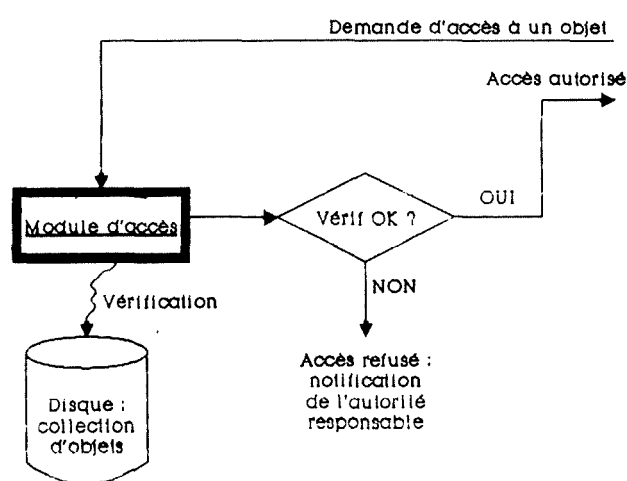 Demande d'accès à un objet
Accès autorisé
Module d'accès
Vérif OK ?
OUI
Vérification
NON
Disque :
collection
d'objets
Accès refusé :
notification
de l'autorité
responsable